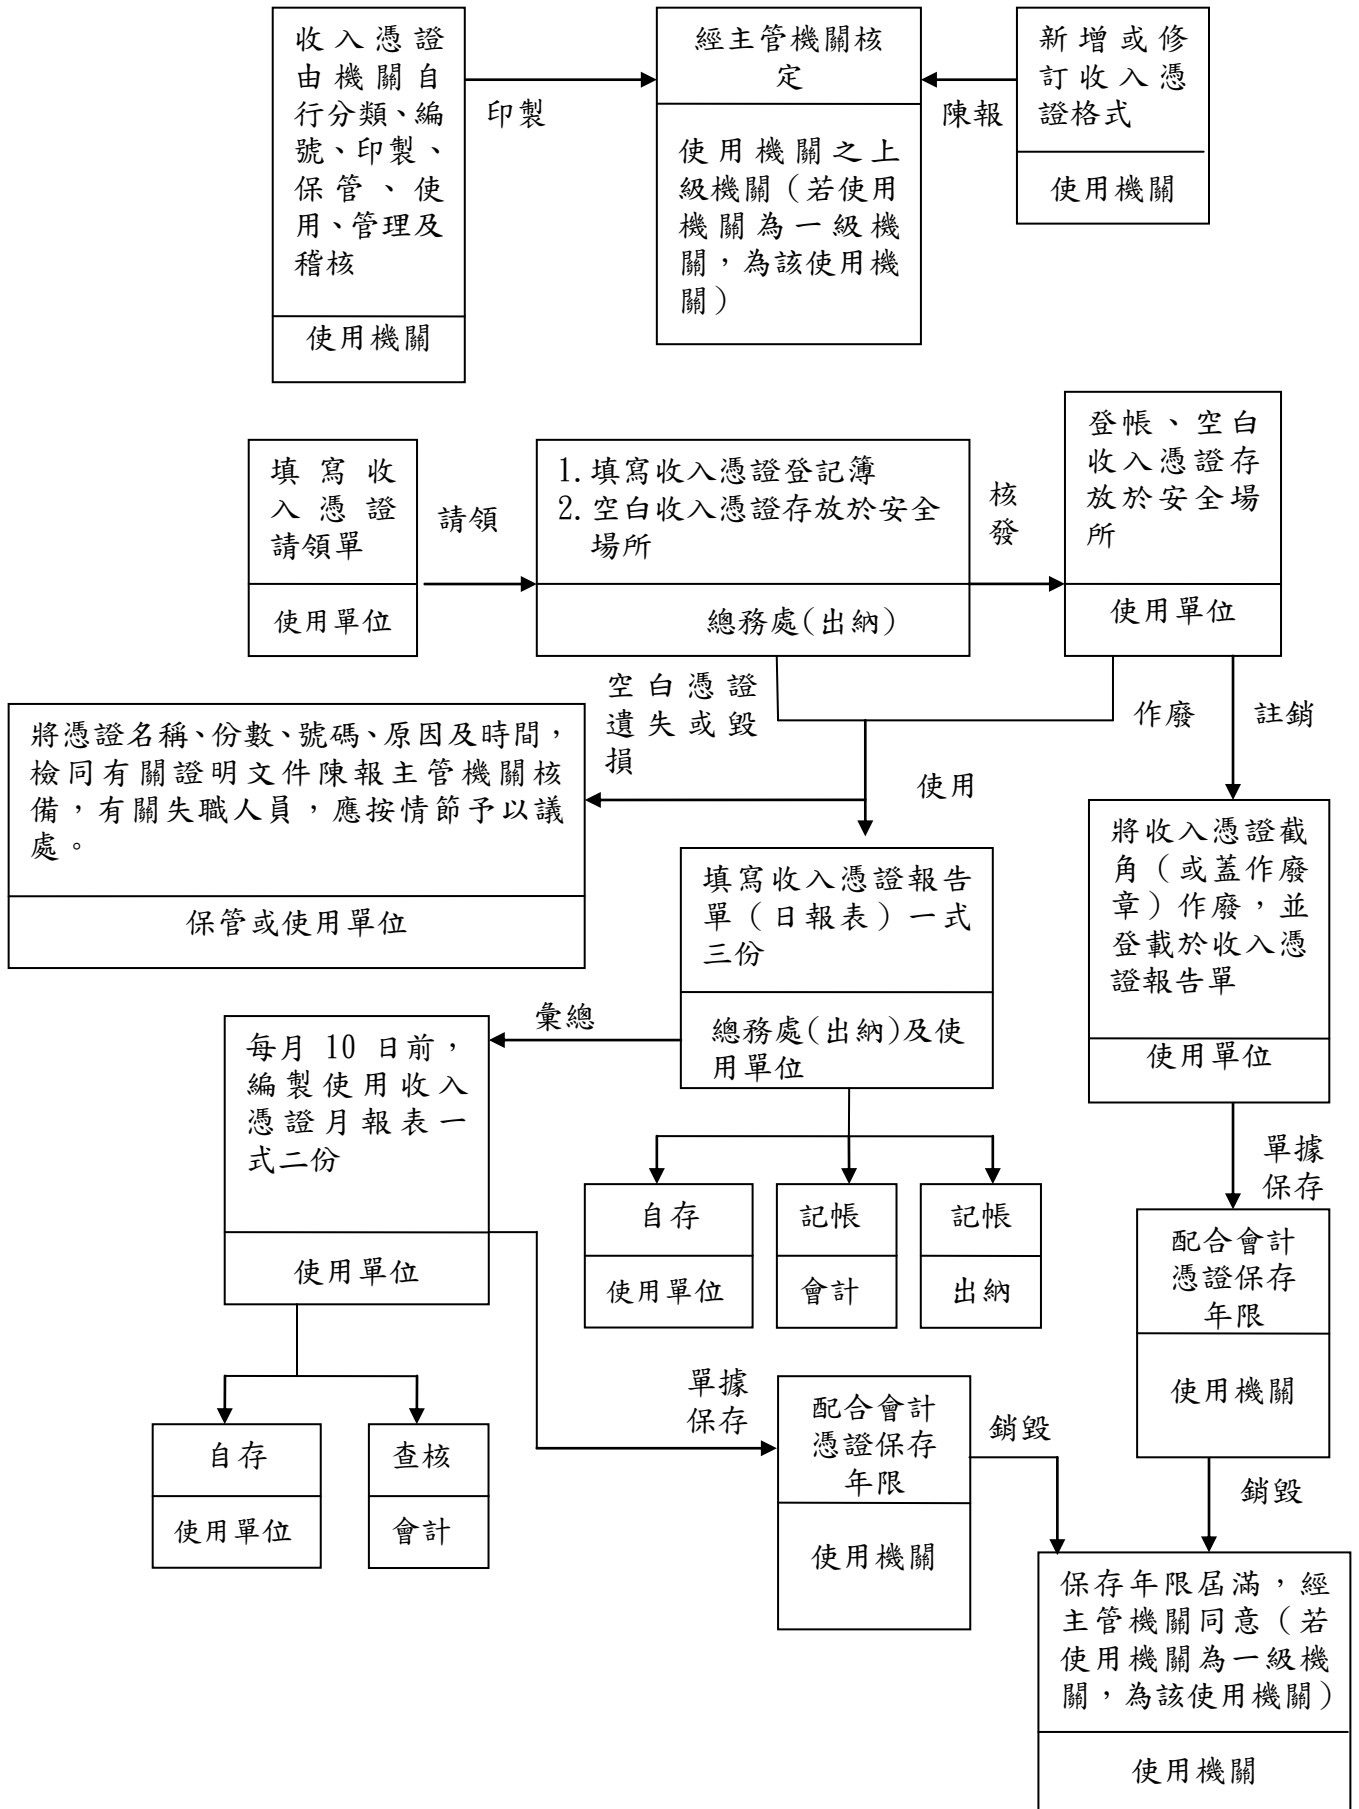 收入憑證
由機關自
行分類、編
號、印製、
保管、使
用、管理及
稽核
使用機關
印製
經主管機關核
定
使用機關之上
級機關（若使用
機關為一級機
關，為該使用機
關）
陳報
新增或修
訂收入憑
證格式
使用機關
填寫收
入憑證
請領單
使用單位
請領
1.填寫收入憑證登記簿
2.空白收入憑證存放於安全
場所
總務處(出納)
核
發
登帳、空白
收入憑證存
放於安全場
所
使用單位
空白憑證
遺失或毀
損
作廢
註銷
使用
將憑證名稱、份數、號碼、原因及時間，
檢同有關證明文件陳報主管機關核
備，有關失職人員，應按情節予以議
處。
保管或使用單位
填寫收入憑證報告
單（日報表）一式
三份
總務處(出納)及使
用單位
將收入憑證截
角（或蓋作廢
章）作廢，並
登載於收入憑
證報告單
使用單位
彙總
每月 10 日前，
編製使用收入
憑證月報表一
式二份
使用單位
自存
使用單位
記帳
會計
記帳
出納
單據
保存
配合會計
憑證保存
年限
使用機關
自存
使用單位
查核
會計
單據
保存
配合會計
憑證保存
年限
使用機關
銷毀
銷毀
保存年限屆滿，經
主管機關同意（若
使用機關為一級機
關，為該使用機關）
使用機關